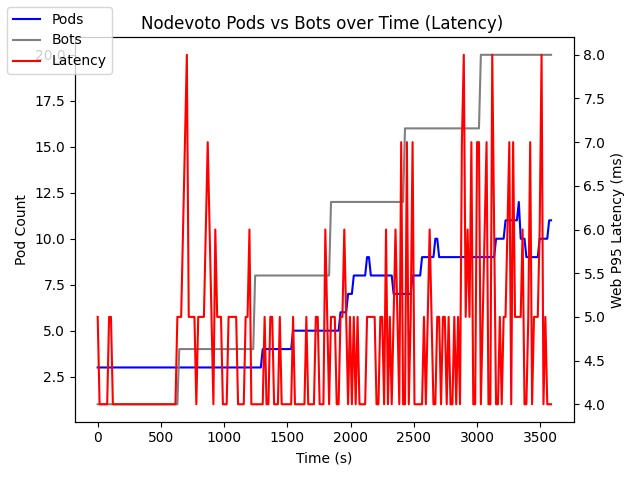 Nodevoto Pods vs Bots over Time (Latency)
Pods
Bots
Latency
20.0
17.5
15.0
12.5
10.0
7.5
5.0
2.5
Pod Count
8.0
7.5
7.0
6.5
6.0
5.5
5.0
4.5
4.0
Web P95 Latency (ms)
0 500 1000 1500 2000 2500 3000 3500
Time (s)